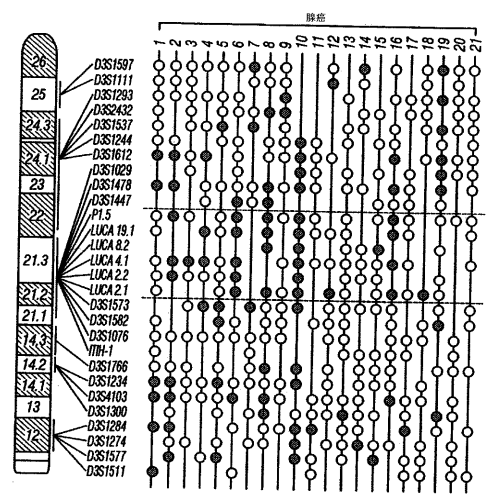 腺癌
1 2 3 4 5 6 7 8 9 10 11 12 13 14 15 16 17 18 19 20 21
26
25
24.3
24.1
23
22
21.3
21.2
21.1
14.3
14.2
14.1
13
12
D3S1597
D3S1111
D3S1293
D3S2432
D3S1537
D3S1244
D3S1612
D3S1029
D3S1478
D3S1447
P1.5
LUCA 19.1
LUCA 8.2
LUCA 4.1
LUCA 2.2
LUCA 2.1
D3S1573
D3S1582
D3S1076
ITIH-1
D3S1766
D3S1234
D3S4103
D3S1300
D3S1284
D3S1274
D3S1577
D3S1511